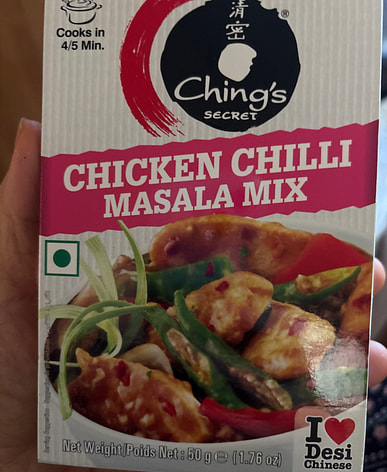 Cooks in
4/5 Min.
清
密
®
Ching's
SECRET
CHICKEN CHILLI
MASALA MIX
Net Weight/Poids Net : 50 g ℮ (1.76 oz)
I ❤
Desi
Chinese